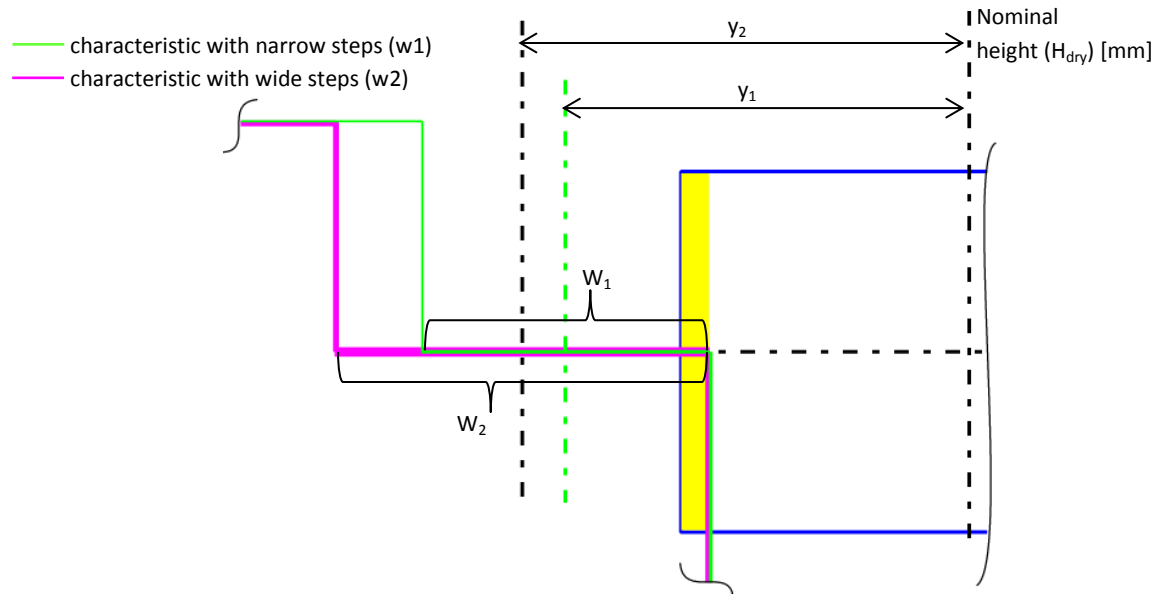 characteristic with narrow steps (w1)
characteristic with wide steps (w2)
y2
Nominal
height (Hdry) [mm]
y1
W1
W2